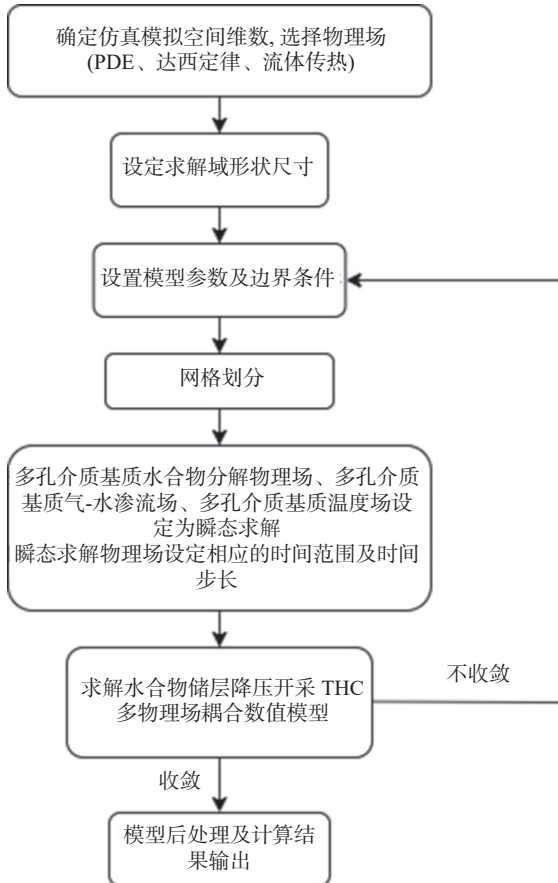 确定仿真模拟空间维数, 选择物理场
(PDE、达西定律、流体传热)
设定求解域形状尺寸
设置模型参数及边界条件
网格划分
多孔介质基质水合物分解物理场、多孔介质
基质气-水渗流场、多孔介质基质温度场设
定为瞬态求解
瞬态求解物理场设定相应的时间范围及时间
步长
求解水合物储层降压开采 THC
多物理场耦合数值模型
不收敛
收敛
模型后处理及计算结
果输出